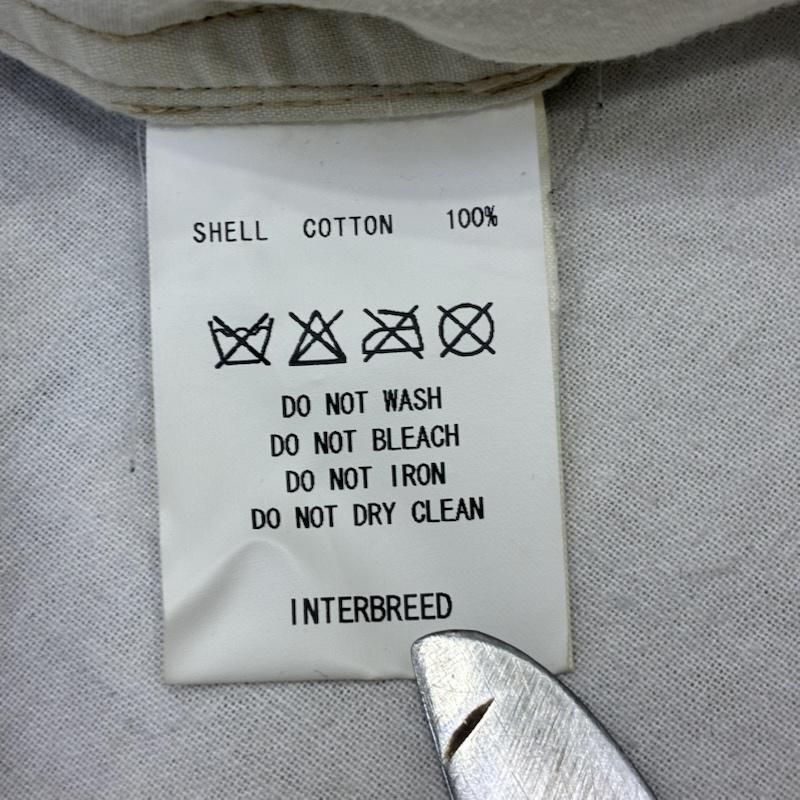 SHELL COTTON 100%
DO NOT WASH
DO NOT BLEACH
DO NOT IRON
DO NOT DRY CLEAN
INTERBREED